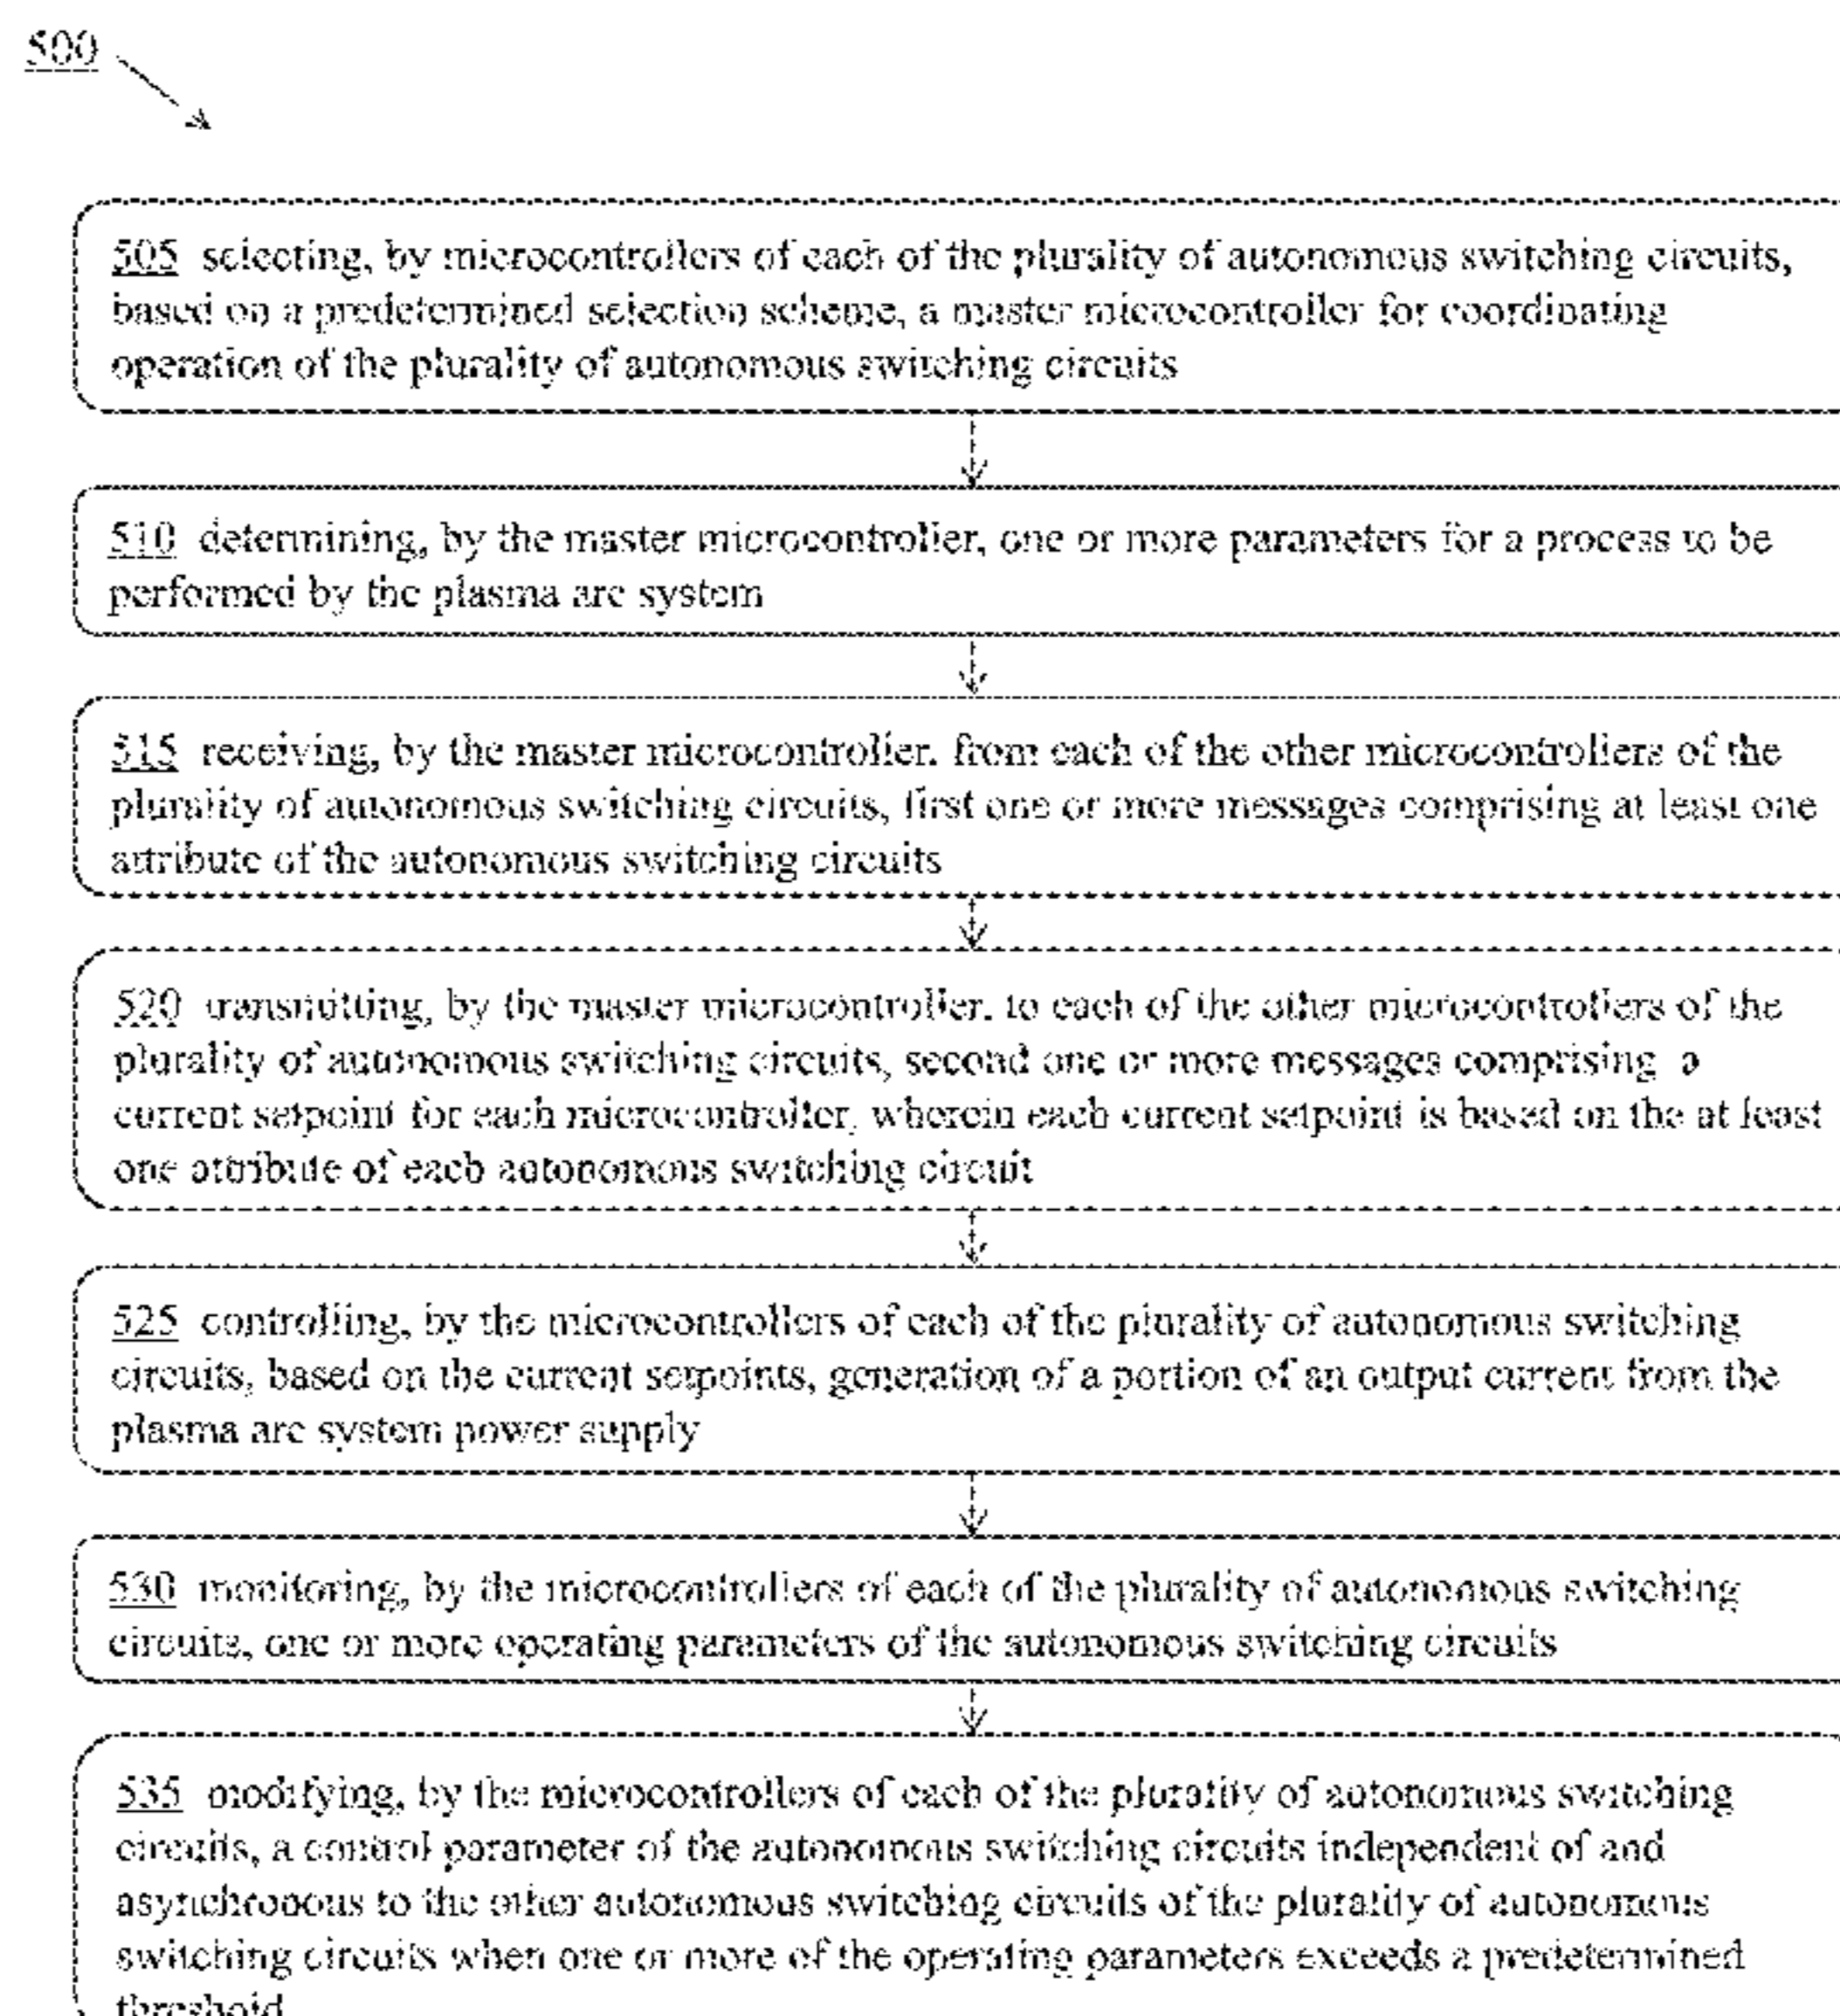 500
505 selecting, by microcontrollers of each of the plurality of autonomous switching circuits,
based on a predetermined selection scheme, a master microcontroller for coordinating
operation of the plurality of autonomous switching circuits
510 determining, by the master microcontroller, one or more parameters for a process to be
performed by the plasma arc system
515 receiving, by the master microcontroller, from each of the other microcontrollers of the
plurality of autonomous switching circuits, first one or more messages comprising at least one
attribute of the autonomous switching circuits
520 transmitting, by the master microcontroller, to each of the other microcontrollers of the
plurality of autonomous switching circuits, second one or more messages comprising a
current setpoint for each microcontroller, wherein each current setpoint is based on the at least
one attribute of each autonomous switching circuit
525 controlling, by the microcontrollers of each of the plurality of autonomous switching
circuits, based on the current setpoints, generation of a portion of an output current from the
plasma arc system power supply
530 monitoring, by the microcontrollers of each of the plurality of autonomous switching
circuits, one or more operating parameters of the autonomous switching circuits
535 modifying, by the microcontrollers of each of the plurality of autonomous switching
circuits, a control parameter of the autonomous switching circuits independent of and
asynchronous to the other autonomous switching circuits of the plurality of autonomous
switching circuits when one or more of the operating parameters exceeds a predetermined
threshold